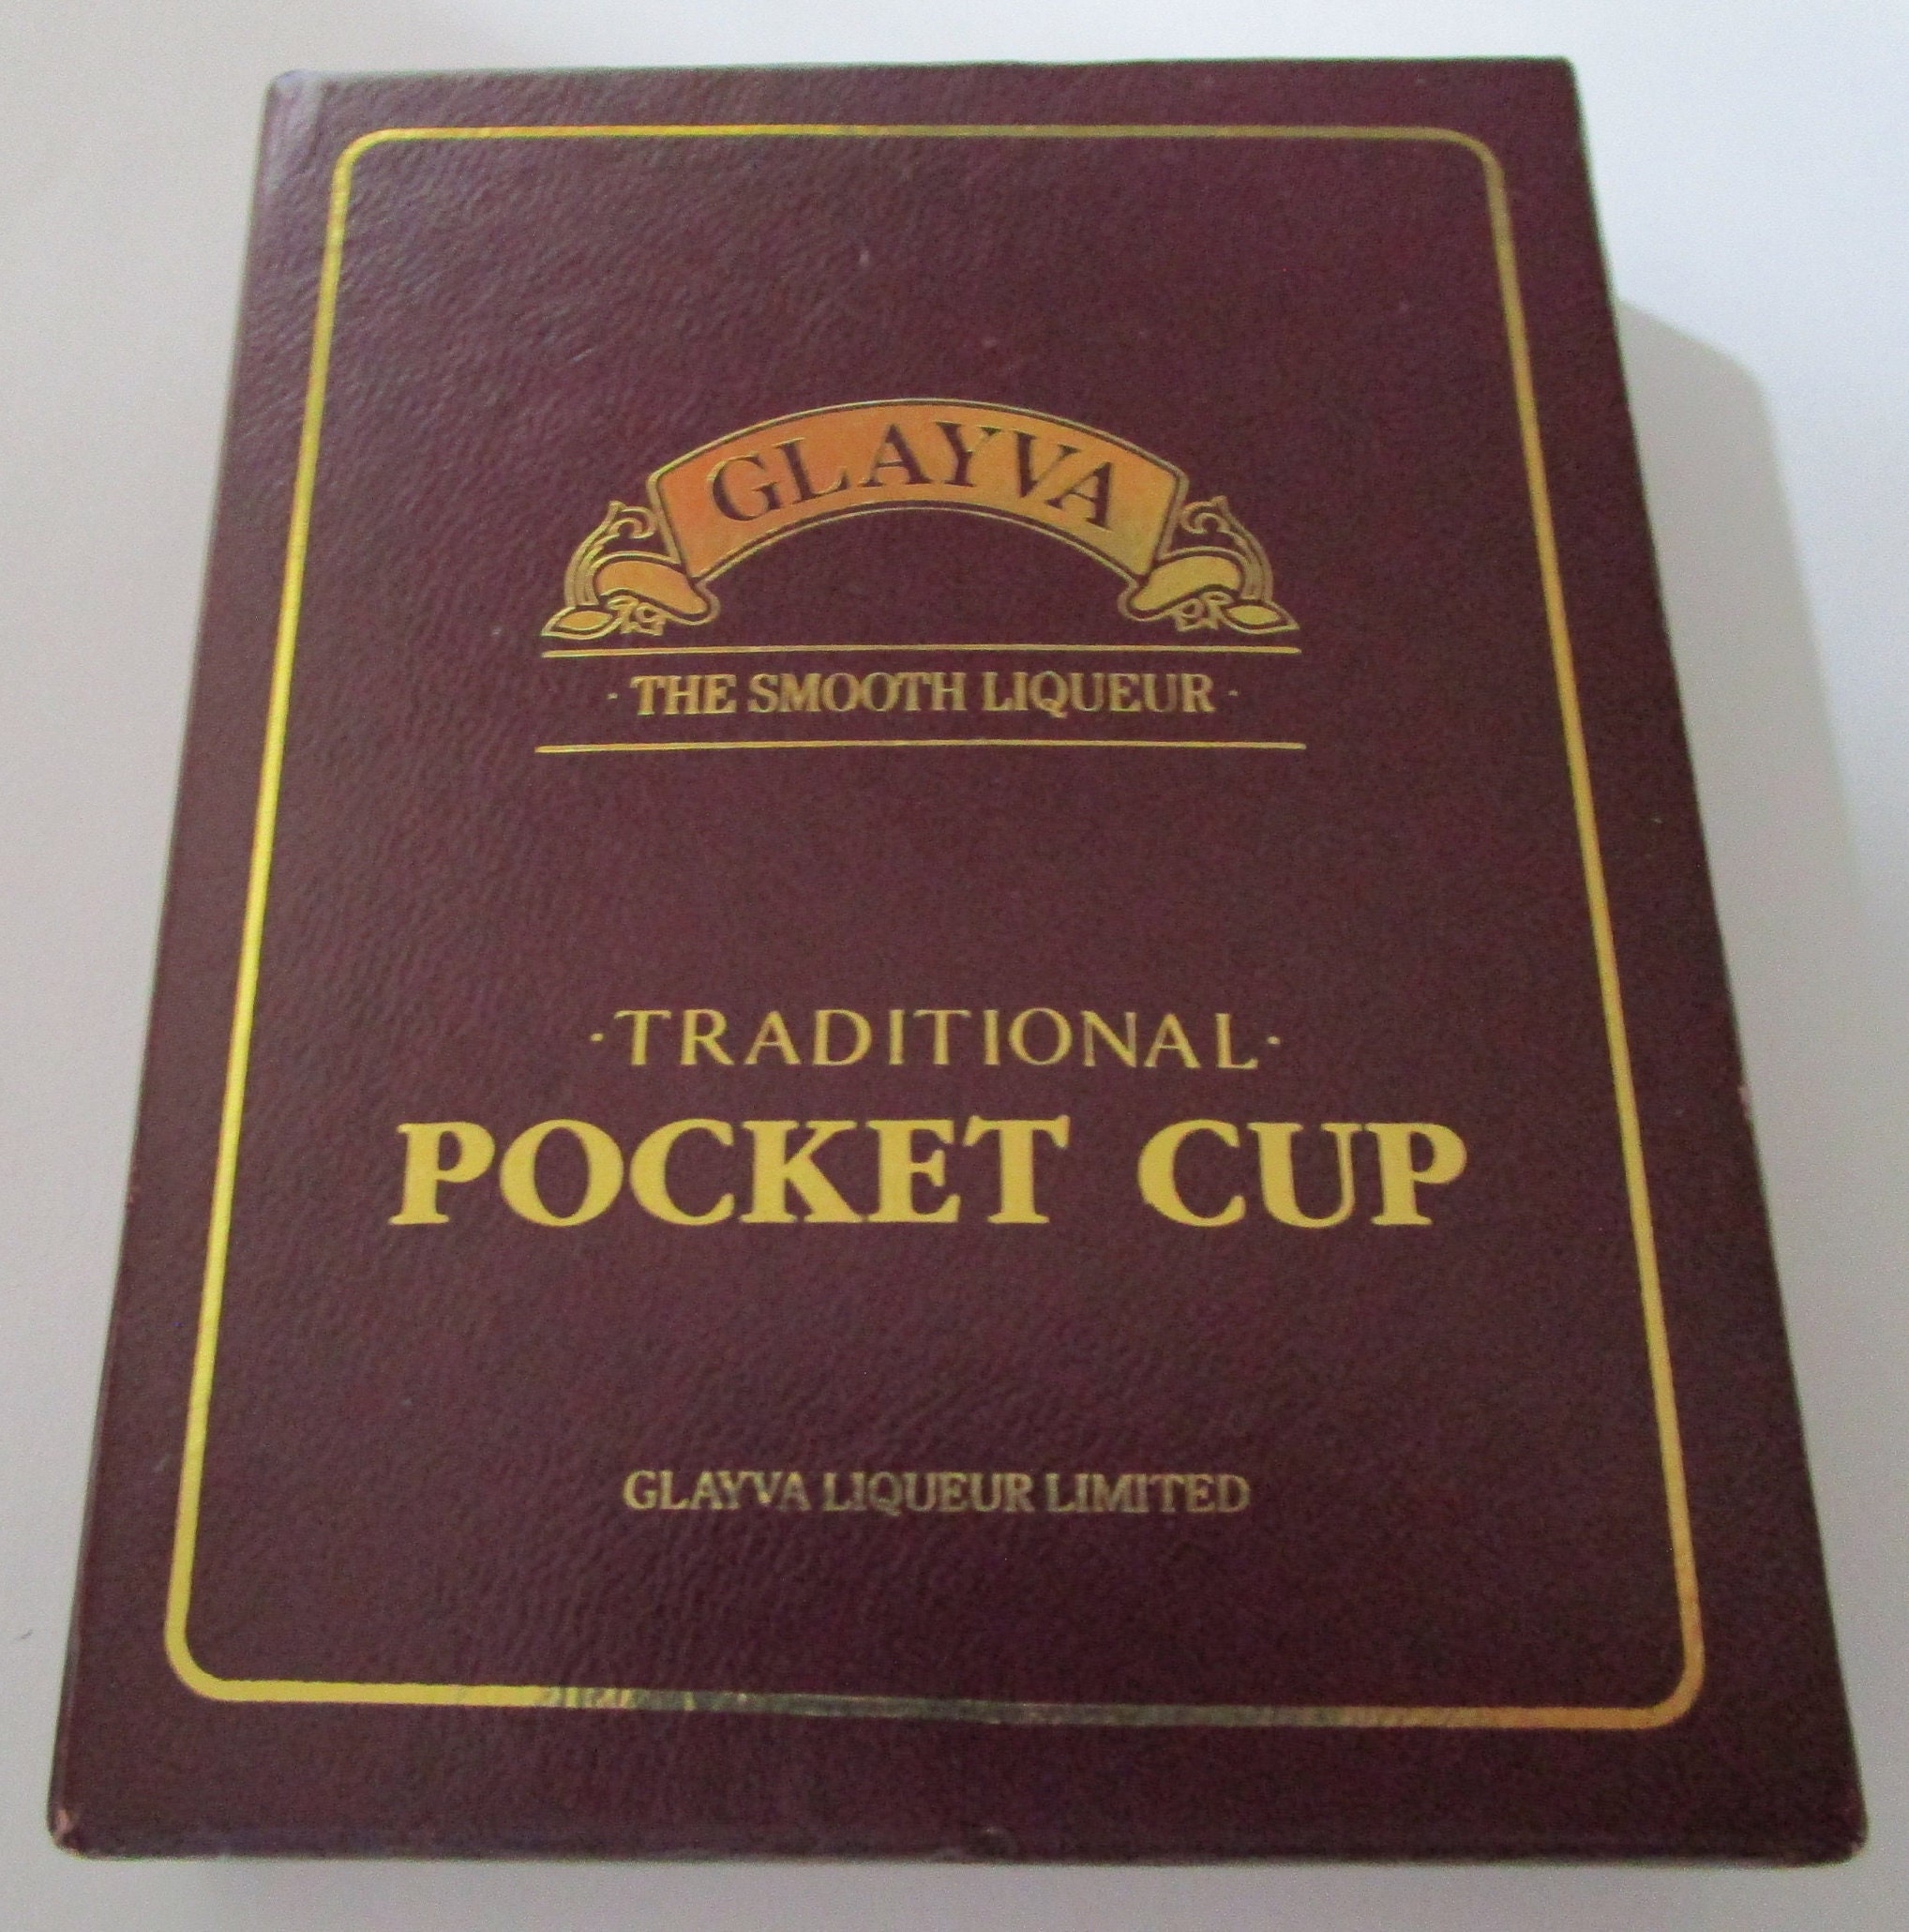 GLAYVA
· THE SMOOTH LIQUEUR ·
·TRADITIONAL·
POCKET CUP
GLAYVA LIQUEUR LIMITED